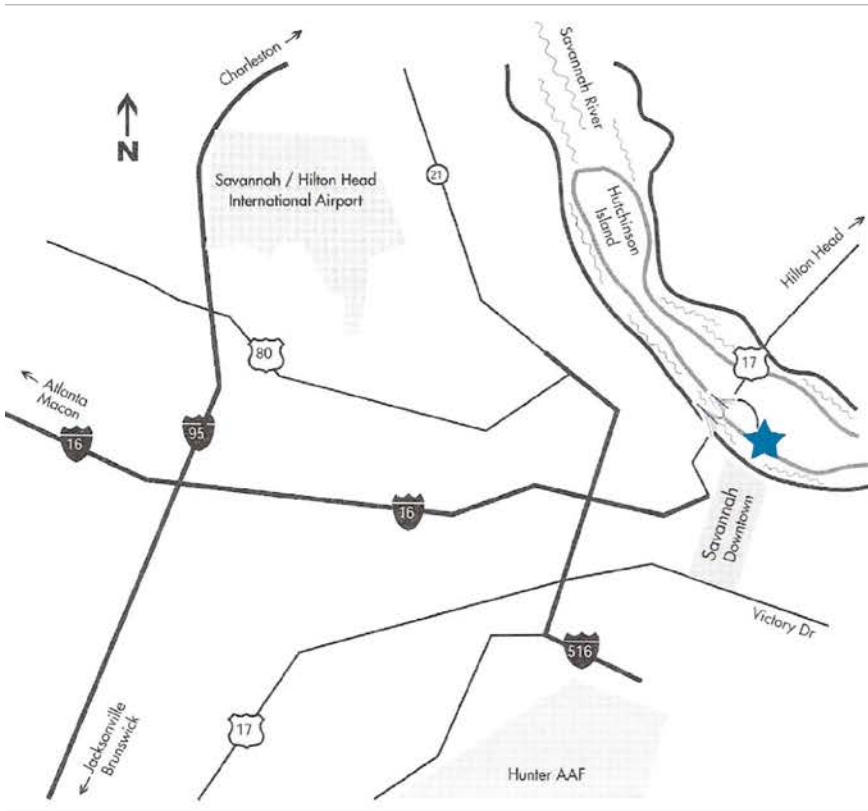 Charleston
Savannah River
N
Savannah / Hilton Head
International Airport
21
Hutchinson
Island
Hilton Head
80
17
Atlanta
Macon
16
95
16
Savannah
Downtown
Victory Dr
516
17
Jacksonville
Brunswick
Hunter AAF